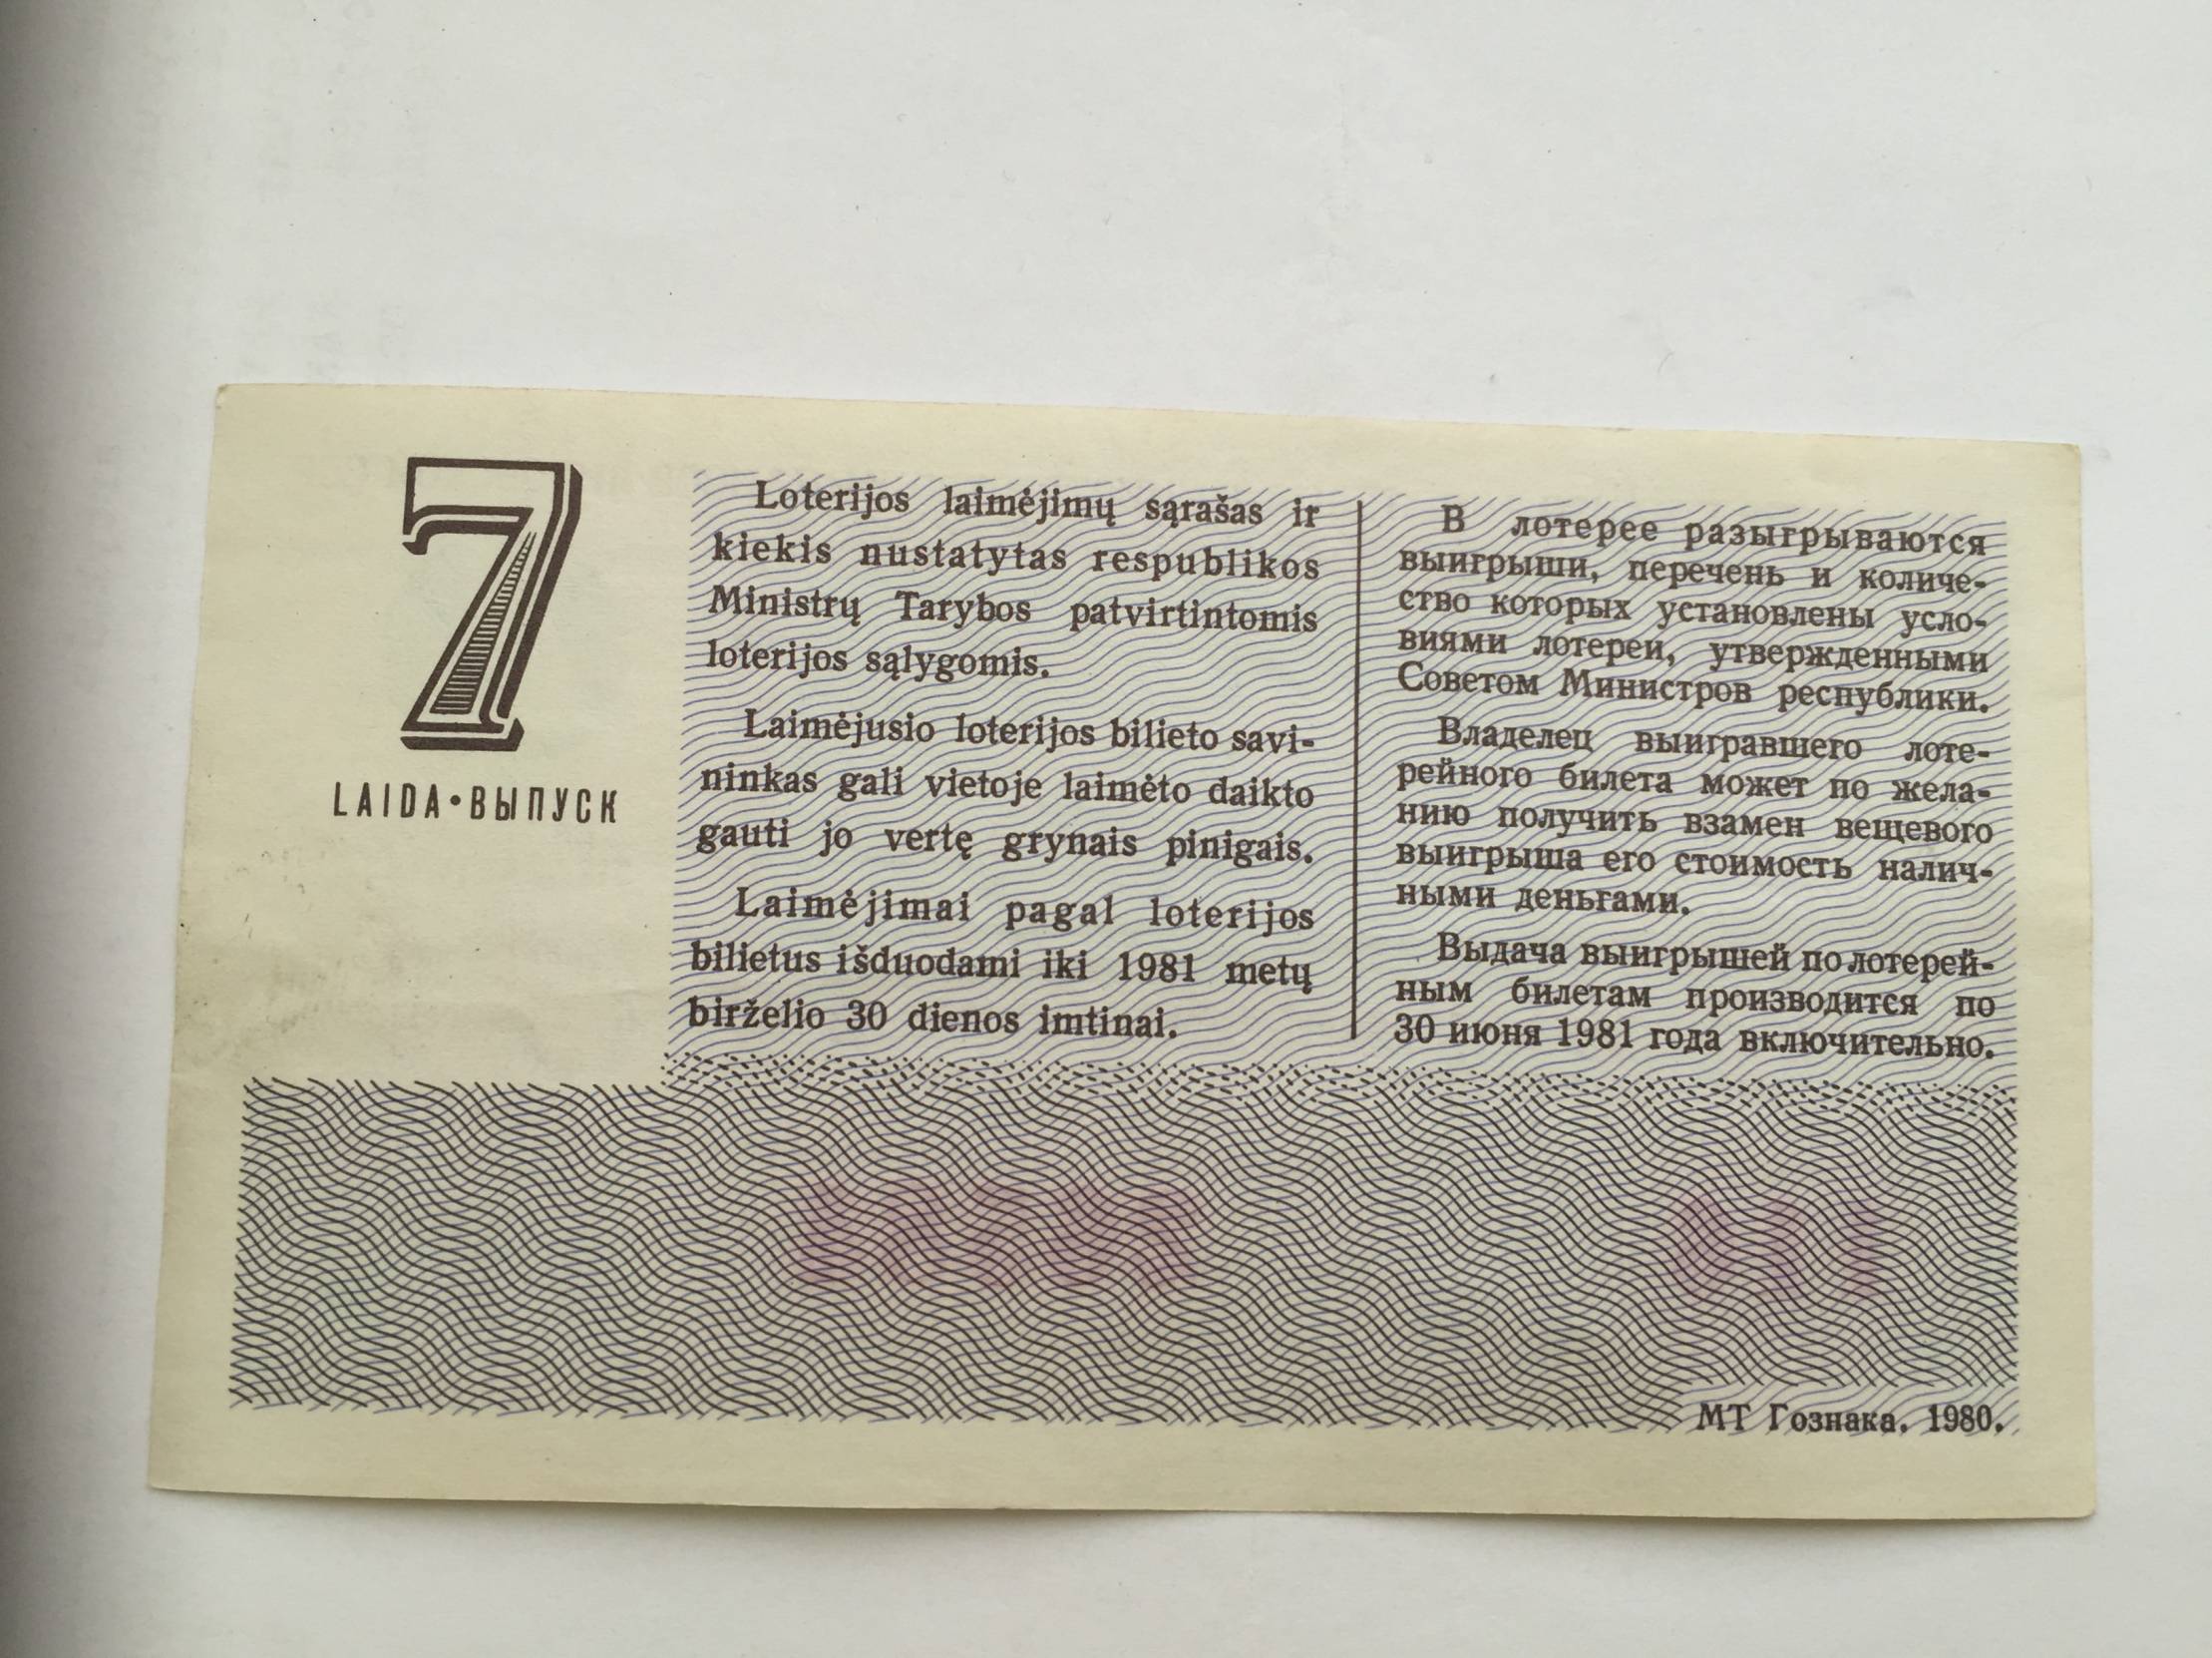 7
LAIDA•ВЫПУСК
Loterijos laimėjimų sąrašas ir
kiekis nustatytas respublikos
Ministrų Tarybos patvirtintomis
loterijos sąlygomis.
Laimėjusio loterijos bilieto savi-
ninkas gali vietoje laimėto daikto
gauti jo vertę grynais pinigais.
Laimėjimai pagal loterijos
bilietus išduodami iki 1981 metų
birželio 30 dienos imtinai.
В лотерее разыгрываются
выигрыши, перечень и количе-
ство которых установлены усло-
виями лотереи, утвержденными
Советом Министров республики.
Владелец выигравшего лоте-
рейного билета может по жела-
нию получить взамен вещевого
выигрыша его стоимость налич-
ными деньгами.
Выдача выигрышей по лотерей-
ным билетам производится по
30 июня 1981 года включительно.
МТ Гознака. 1980.